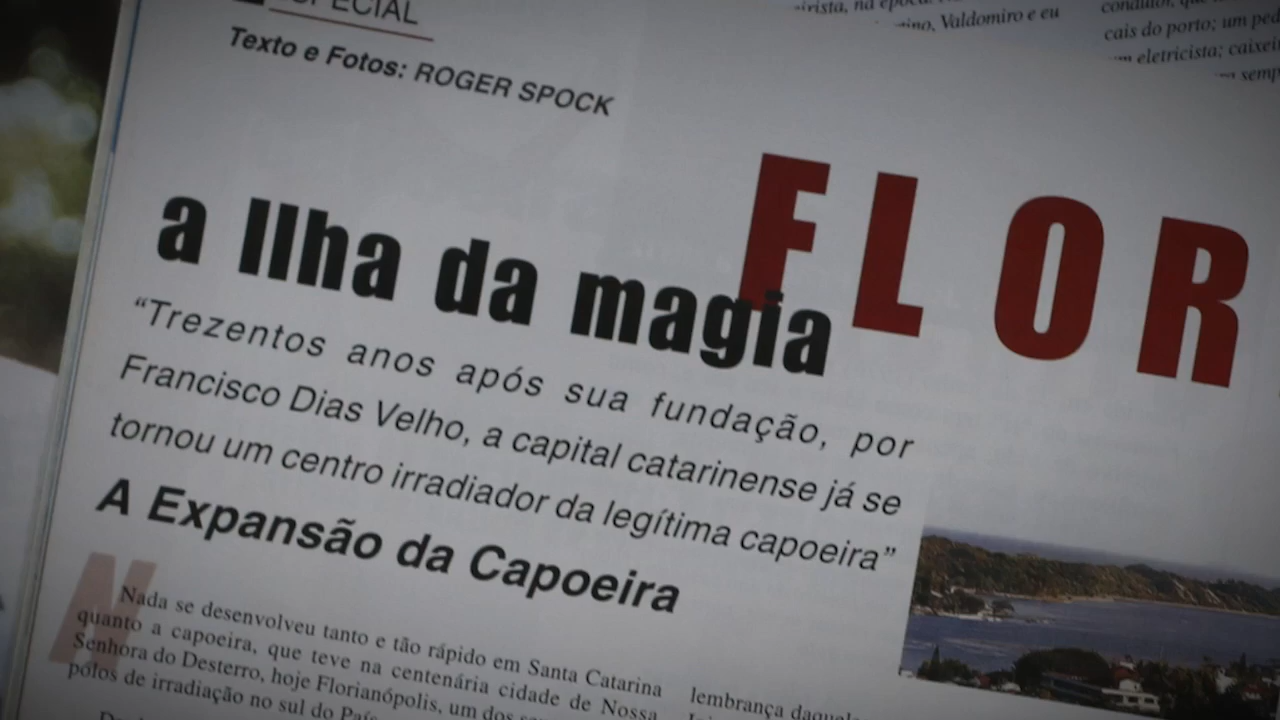 ESPECIAL
Texto e Fotos: ROGER SPOCK
FLOR
a Ilha da magia
“Trezentos anos após sua fundação, por
Francisco Dias Velho, a capital catarinense já se
tornou um centro irradiador da legítima capoeira”
A Expansão da Capoeira
Nada se desenvolveu tanto e tão rápido em Santa Catarina
quanto a capoeira, que teve na centenária cidade de Nossa
Senhora do Desterro, hoje Florianópolis, um dos
pólos de irradiação no sul do País
lembrança
na época
Valdomiro e eu
cais do porto; um
eletricista;